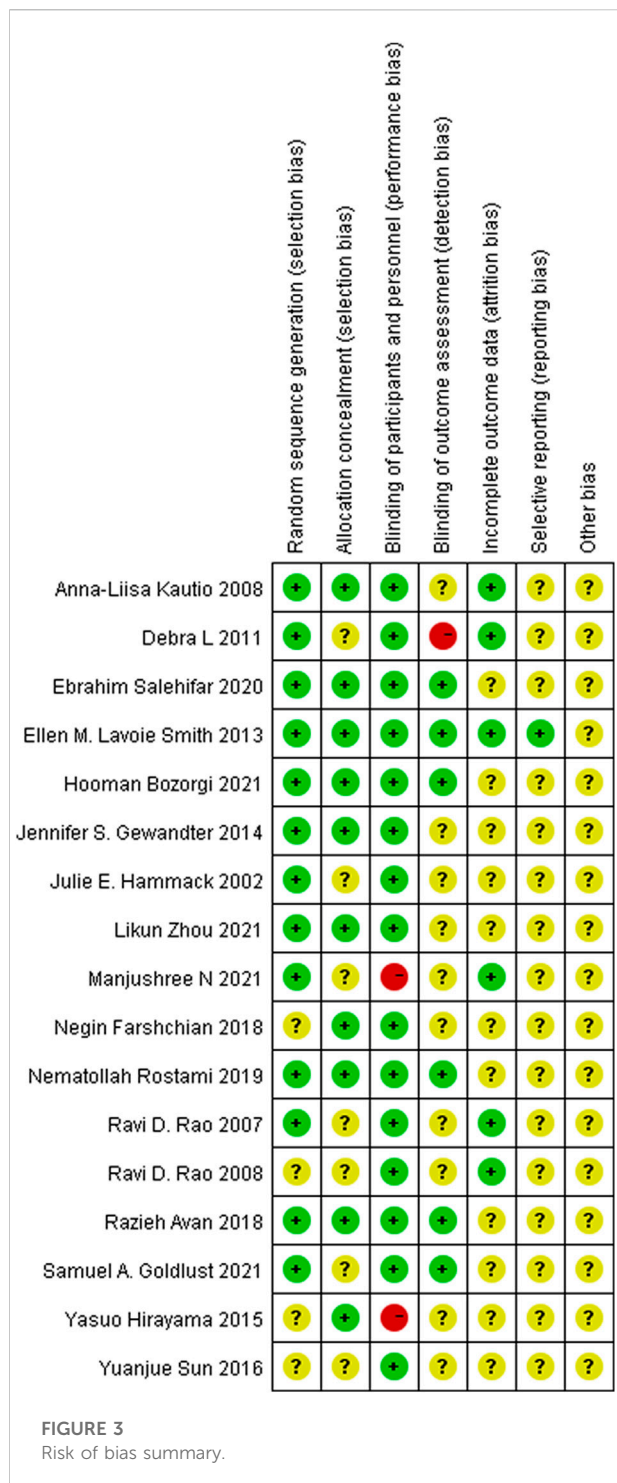 Random sequence generation (selection bias)
Allocation concealment (selection bias)
Blinding of participants and personnel (performance bias)
Blinding of outcome assessment (detection bias)
Incomplete outcome data (attrition bias)
Selective reporting (reporting bias)
Other bias
Anna-Liisa Kautio 2008 + + + ? + ? ?
Debra L 2011 + ? + - + ? ?
Ebrahim Salehifar 2020 + + + + ? ? ?
Ellen M. Lavoie Smith 2013 + + + + + + ?
Hooman Bozorgi 2021 + + + + ? ? ?
Jennifer S. Gewandter 2014 + + + ? ? ? ?
Julie E. Hammack 2002 + ? + ? ? ? ?
Likun Zhou 2021 + + + ? ? ? ?
Manjushree N 2021 + ? - ? + ? ?
Negin Farshchian 2018 ? + + ? ? ? ?
Nematollah Rostami 2019 + + + + ? ? ?
Ravi D. Rao 2007 + ? + ? + ? ?
Ravi D. Rao 2008 ? ? + ? + ? ?
Razieh Avan 2018 + + + + ? ? ?
Samuel A. Goldlust 2021 + ? + + ? ? ?
Yasuo Hirayama 2015 ? + - ? ? ? ?
Yuanjue Sun 2016 ? ? + ? ? ? ?
FIGURE 3
Risk of bias summary.